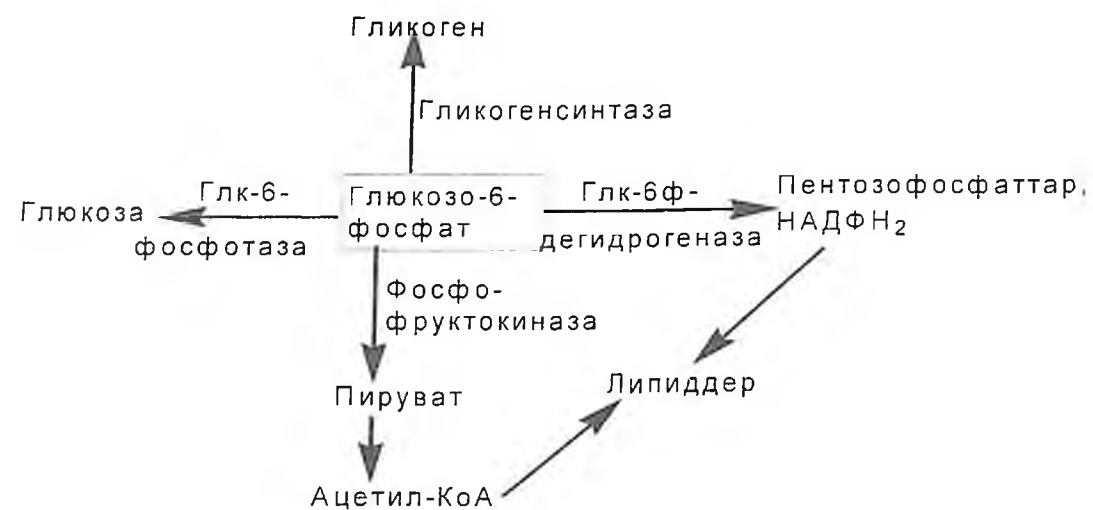 Гликоген
Гликогенсинтаза
Глк-6-
Глюкозо-6-
Глк-6ф-
Пентозофосфаттар,
Глюкоза
фосфат
НАДФН₂
фосфотаза
дегидрогеназа
Фосфо-
фруктокиназа
Пируват
Липиддер
Ацетил-КоА